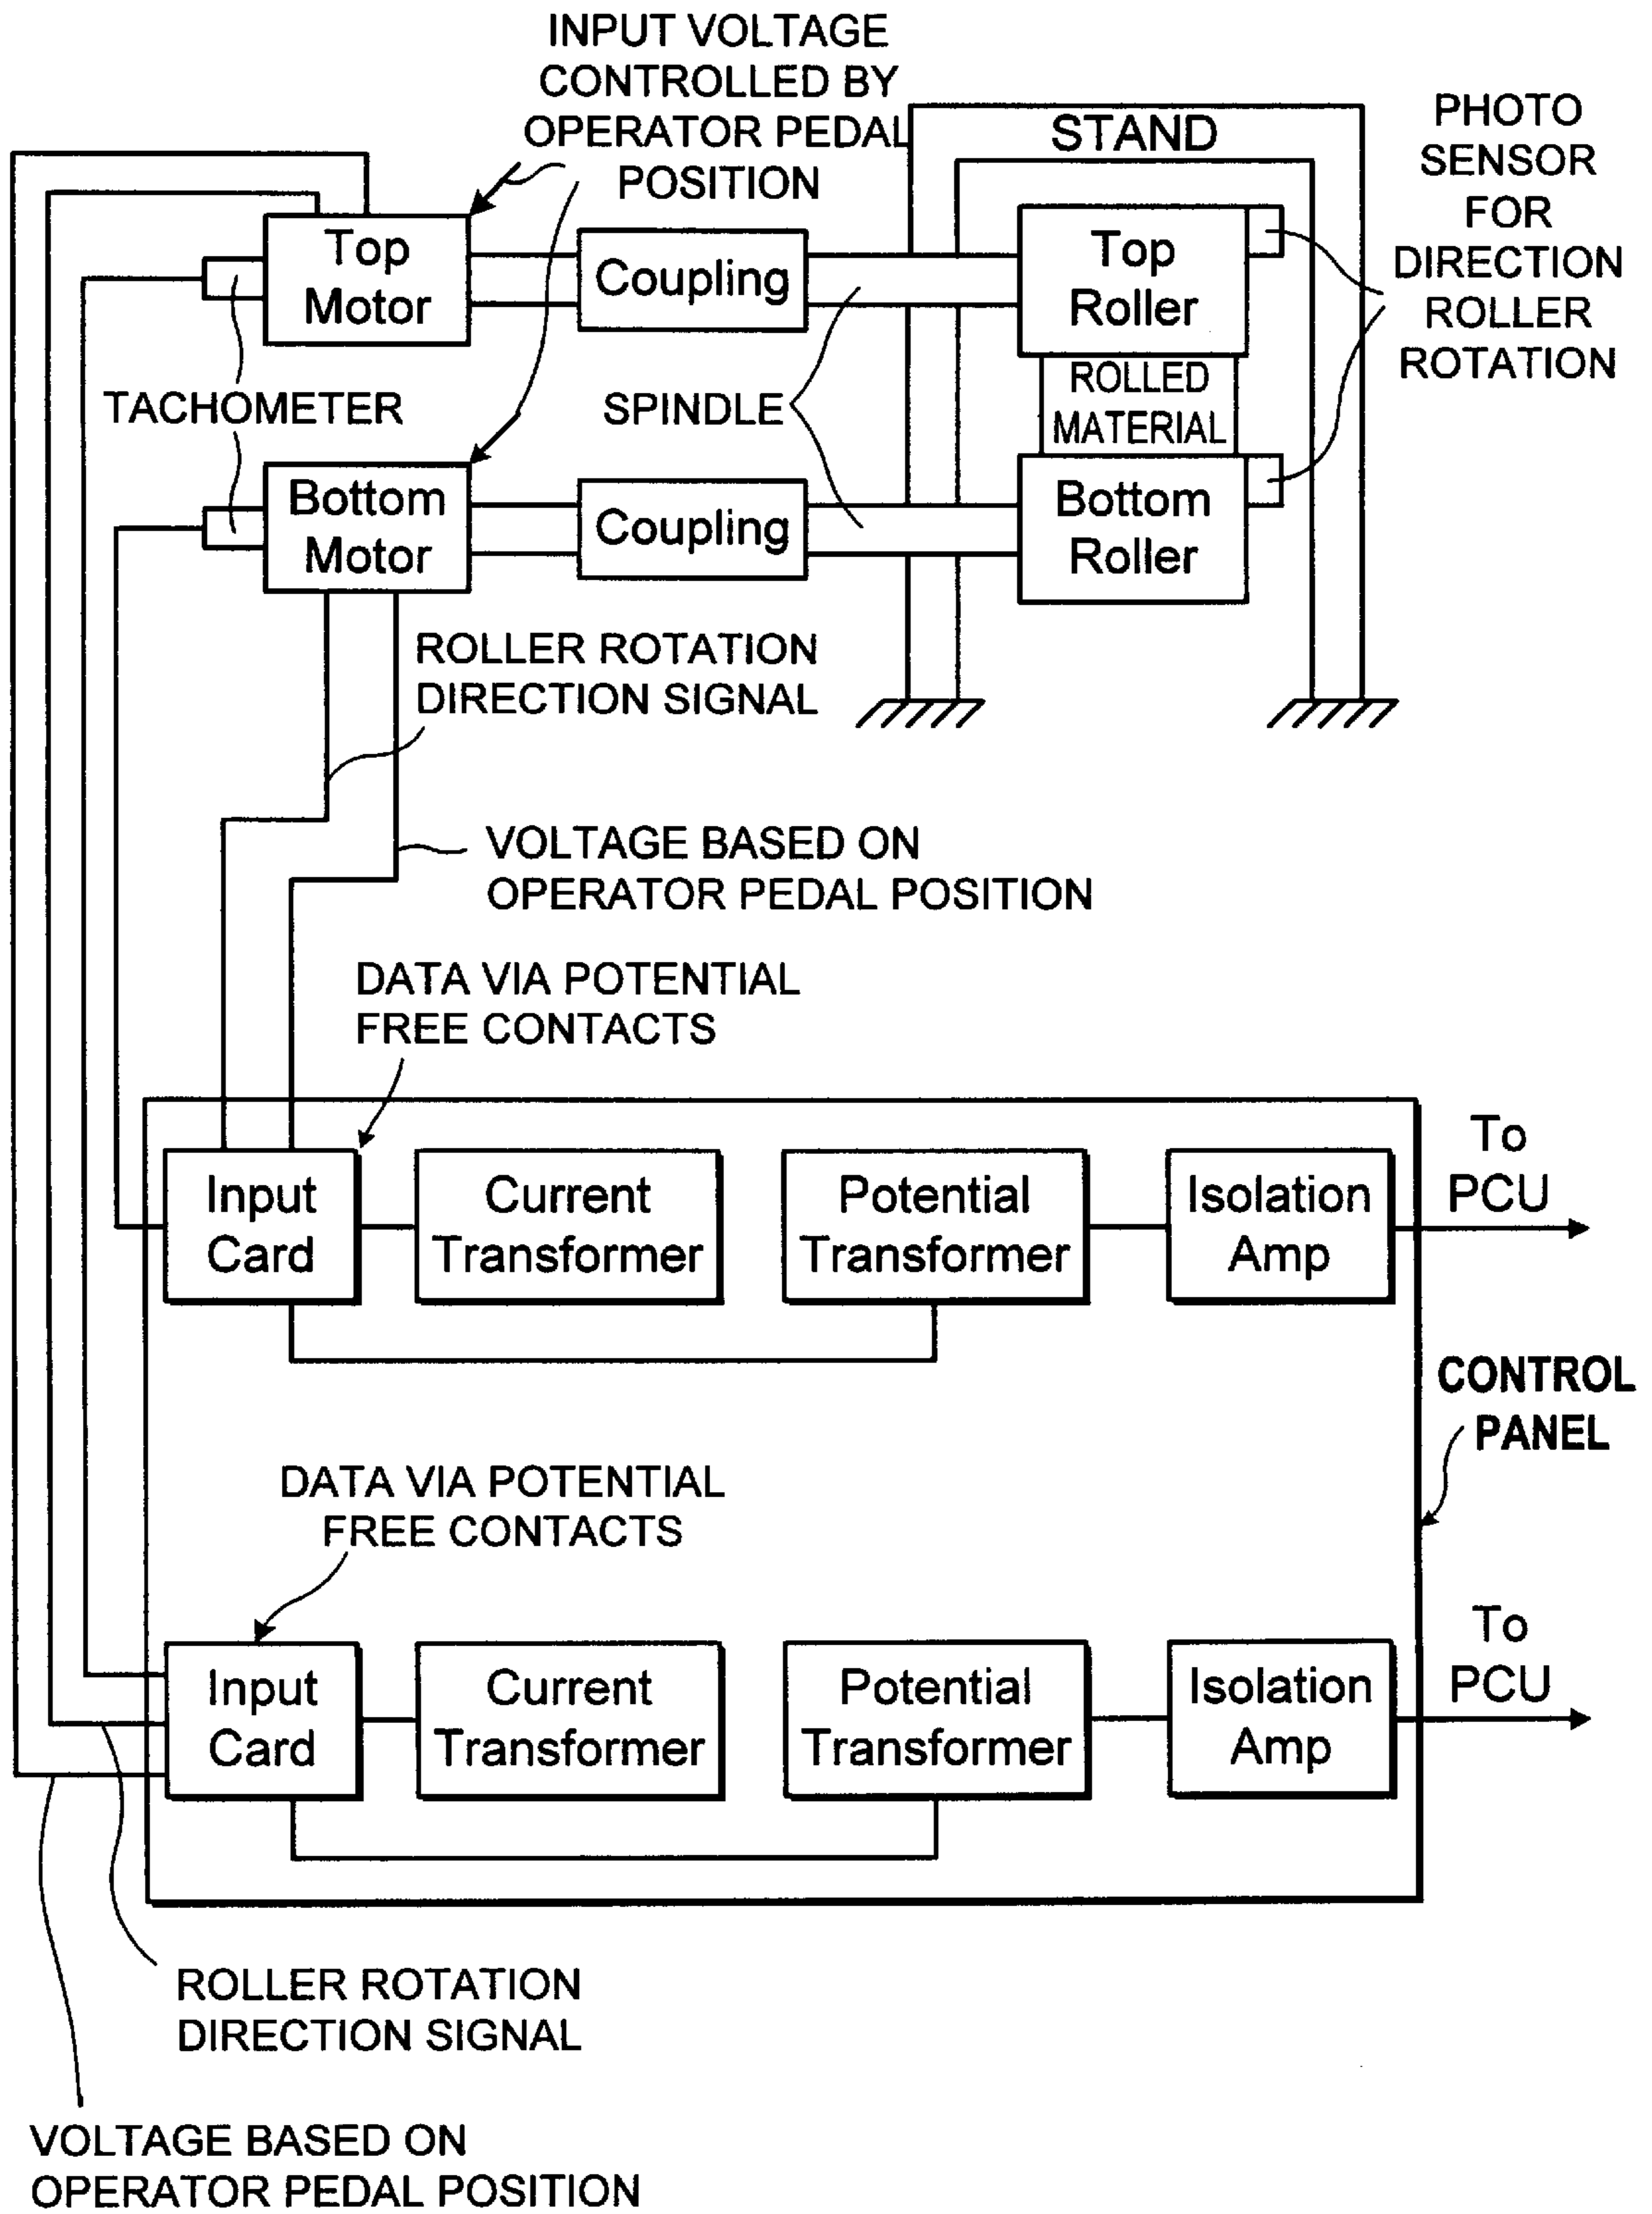 INPUT VOLTAGE
CONTROLLED BY
OPERATOR PEDAL
POSITION
STAND
PHOTO
SENSOR
FOR
DIRECTION
ROLLER
ROTATION
Top
Motor
Coupling
Top
Roller
TACHOMETER
SPINDLE
ROLLED
MATERIAL
Bottom
Motor
Coupling
Bottom
Roller
ROLLER ROTATION
DIRECTION SIGNAL
VOLTAGE BASED ON
OPERATOR PEDAL POSITION
DATA VIA POTENTIAL
FREE CONTACTS
Input
Card
Current
Transformer
Potential
Transformer
Isolation
Amp
To
PCU
CONTROL
PANEL
DATA VIA POTENTIAL
FREE CONTACTS
Input
Card
Current
Transformer
Potential
Transformer
Isolation
Amp
To
PCU
ROLLER ROTATION
DIRECTION SIGNAL
VOLTAGE BASED ON
OPERATOR PEDAL POSITION